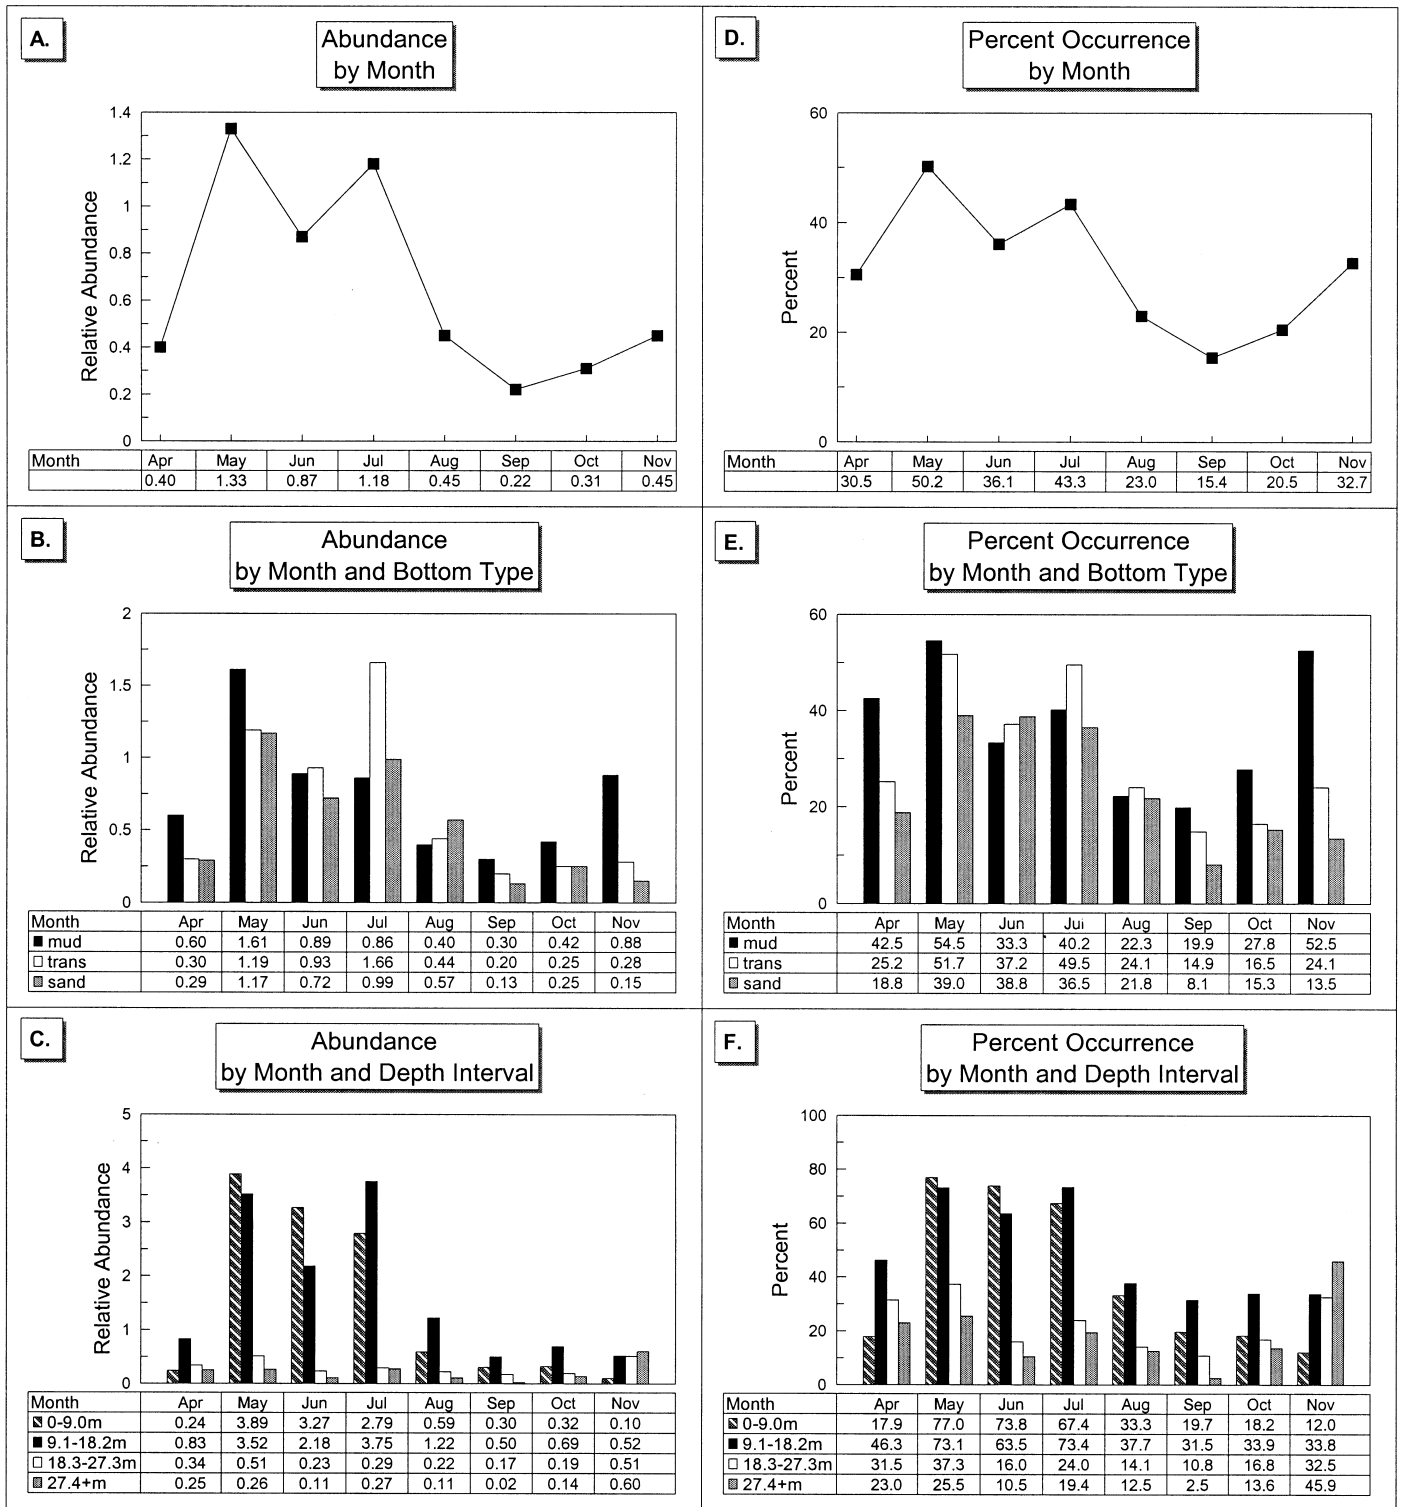 A.
Abundance
by Month
Relative Abundance
1.4
1.2
1
0.8
0.6
0.4
0.2
0
Month Apr May Jun Jul Aug Sep Oct Nov
0.40 1.33 0.87 1.18 0.45 0.22 0.31 0.45
D.
Percent Occurrence
by Month
Percent
60
40
20
0
Month Apr May Jun Jul Aug Sep Oct Nov
30.5 50.2 36.1 43.3 23.0 15.4 20.5 32.7
B.
Abundance
by Month and Bottom Type
Relative Abundance
2
1.5
1
0.5
0
Month Apr May Jun Jul Aug Sep Oct Nov
mud 0.60 1.61 0.89 0.86 0.40 0.30 0.42 0.88
trans 0.30 1.19 0.93 1.66 0.44 0.20 0.25 0.28
sand 0.29 1.17 0.72 0.99 0.57 0.13 0.25 0.15
E.
Percent Occurrence
by Month and Bottom Type
Percent
60
40
20
0
Month Apr May Jun Jul Aug Sep Oct Nov
mud 42.5 54.5 33.3 40.2 22.3 19.9 27.8 52.5
trans 25.2 51.7 37.2 49.5 24.1 14.9 16.5 24.1
sand 18.8 39.0 38.8 36.5 21.8 8.1 15.3 13.5
C.
Abundance
by Month and Depth Interval
Relative Abundance
5
4
3
2
1
0
Month Apr May Jun Jul Aug Sep Oct Nov
0-9.0m 0.24 3.89 3.27 2.79 0.59 0.30 0.32 0.10
9.1-18.2m 0.83 3.52 2.18 3.75 1.22 0.50 0.69 0.52
18.3-27.3m 0.34 0.51 0.23 0.29 0.22 0.17 0.19 0.51
27.4+m 0.25 0.26 0.11 0.27 0.11 0.02 0.14 0.60
F.
Percent Occurrence
by Month and Depth Interval
Percent
100
80
60
40
20
0
Month Apr May Jun Jul Aug Sep Oct Nov
0-9.0m 17.9 77.0 73.8 67.4 33.3 19.7 18.2 12.0
9.1-18.2m 46.3 73.1 63.5 73.4 37.7 31.5 33.9 33.8
18.3-27.3m 31.5 37.3 16.0 24.0 14.1 10.8 16.8 32.5
27.4+m 23.0 25.5 10.5 19.4 12.5 2.5 13.6 45.9